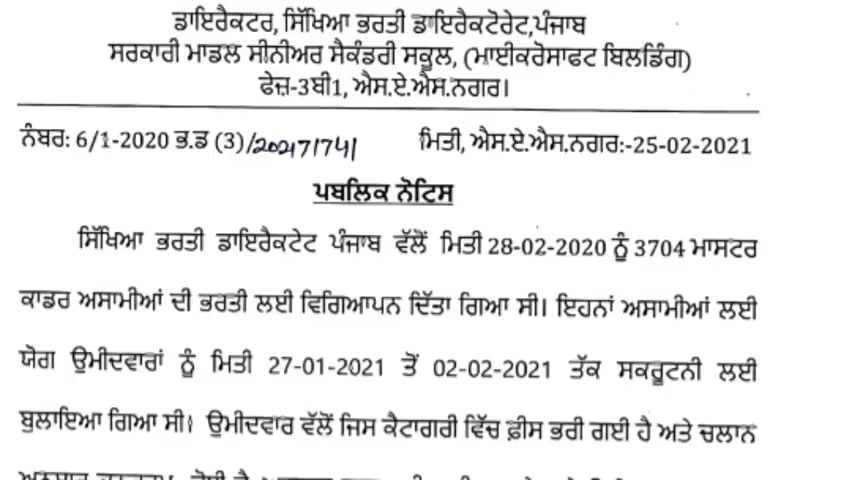 ਡਾਇਰੈਕਟਰ, ਸਿੱਖਿਆ ਭਰਤੀ ਡਾਇਰੈਕਟੋਰੇਟ,ਪੰਜਾਬ
ਸਰਕਾਰੀ ਮਾਡਲ ਸੀਨੀਅਰ ਸੈਕੰਡਰੀ ਸਕੂਲ, (ਮਾਈਕਰੋਸਾਫਟ ਬਿਲਡਿੰਗ)
ਫੇਜ਼-3ਬੀ1, ਐਸ.ਏ.ਐਸ.ਨਗਰ।
ਨੰਬਰ: 6/1-2020 ਭ.ਡ (3)/ ਮਿਤੀ, ਐਸ.ਏ.ਐਸ.ਨਗਰ:-25-02-2021
ਪਬਲਿਕ ਨੋਟਿਸ
ਸਿੱਖਿਆ ਭਰਤੀ ਡਾਇਰੈਕਟੇਟ ਪੰਜਾਬ ਵੱਲੋਂ ਮਿਤੀ 28-02-2020 ਨੂੰ 3704 ਮਾਸਟਰ
ਕਾਡਰ ਅਸਾਮੀਆਂ ਦੀ ਭਰਤੀ ਲਈ ਵਿਗਿਆਪਨ ਦਿੱਤਾ ਗਿਆ ਸੀ। ਇਹਨਾਂ ਅਸਾਮੀਆਂ ਲਈ
ਯੋਗ ਉਮੀਦਵਾਰਾਂ ਨੂੰ ਮਿਤੀ 27-01-2021 ਤੋਂ 02-02-2021 ਤੱਕ ਸਕਰੂਟਨੀ ਲਈ
ਬੁਲਾਇਆ ਗਿਆ ਸੀ। ਉਮੀਦਵਾਰ ਵੱਲੋਂ ਜਿਸ ਕੈਟਾਗਰੀ ਵਿੱਚ ਫ਼ੀਸ ਭਰੀ ਗਈ ਹੈ ਅਤੇ ਚਲਾਨ